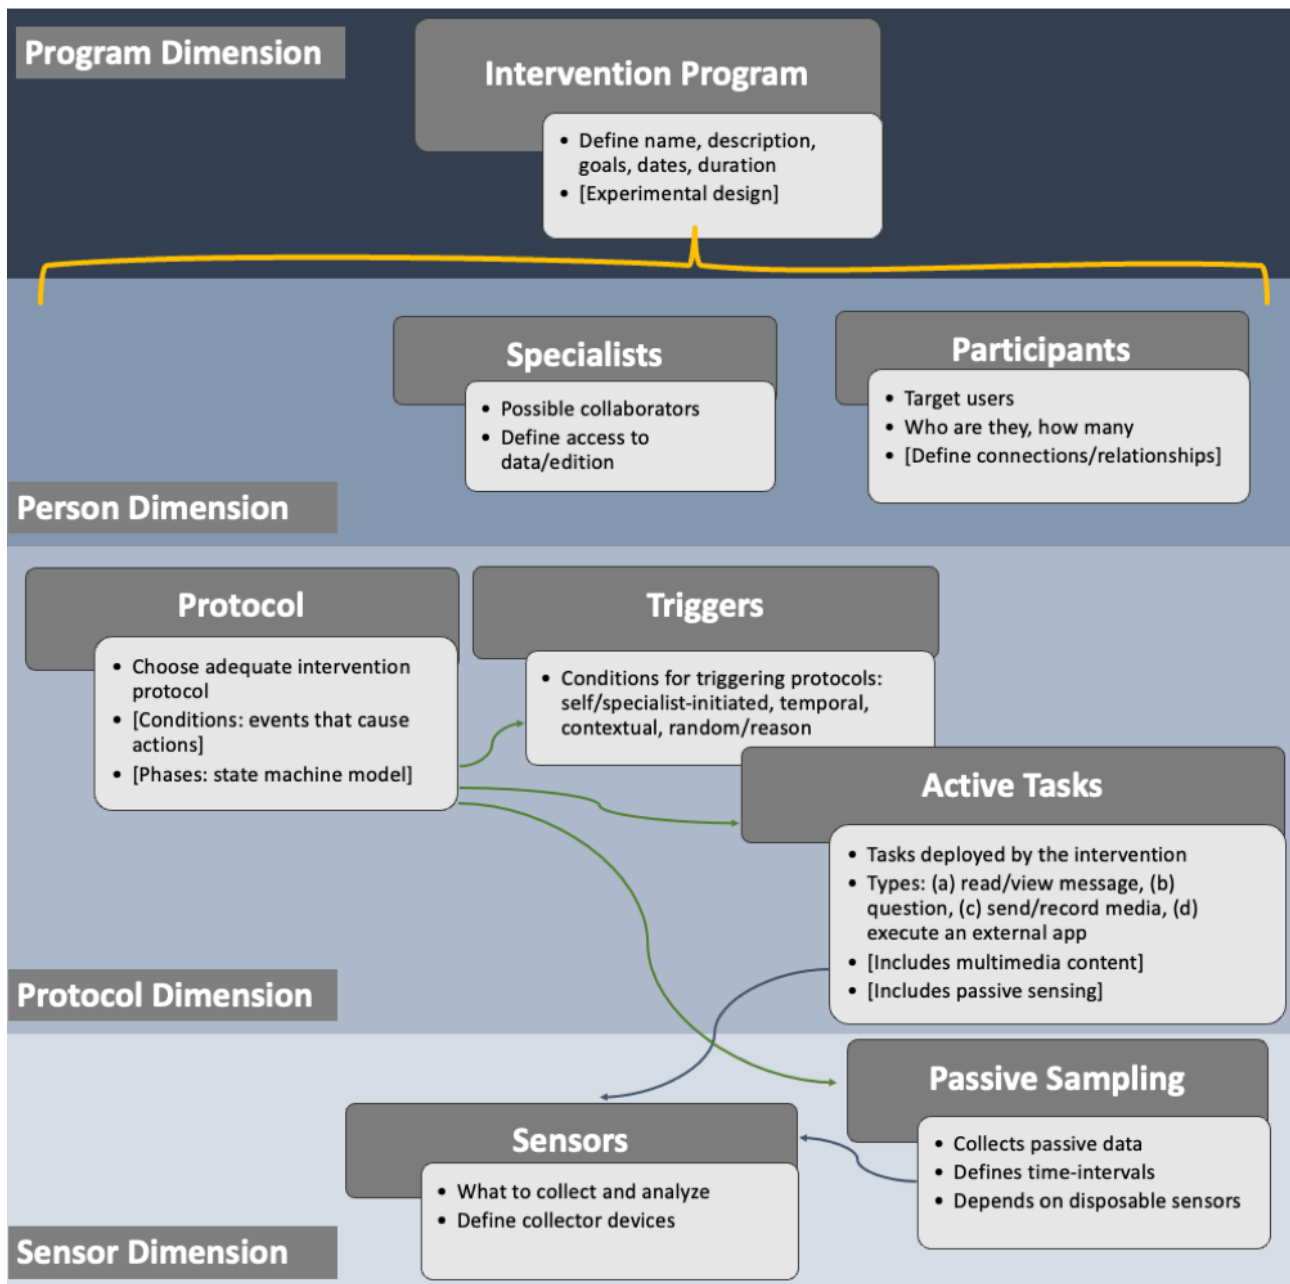 Program Dimension
Intervention Program
• Define name, description,
goals, dates, duration
• [Experimental design]
Specialists
• Possible collaborators
• Define access to
data/edition
Participants
• Target users
• Who are they, how many
• [Define connections/relationships]
Person Dimension
Protocol
• Choose adequate intervention
protocol
• [Conditions: events that cause
actions]
• [Phases: state machine model]
Triggers
• Conditions for triggering protocols:
self/specialist-initiated, temporal,
contextual, random/reason
Active Tasks
• Tasks deployed by the intervention
• Types: (a) read/view message, (b)
question, (c) send/record media, (d)
execute an external app
• [Includes multimedia content]
• [Includes passive sensing]
Protocol Dimension
Passive Sampling
• Collects passive data
• Defines time-intervals
• Depends on disposable sensors
Sensors
• What to collect and analyze
• Define collector devices
Sensor Dimension